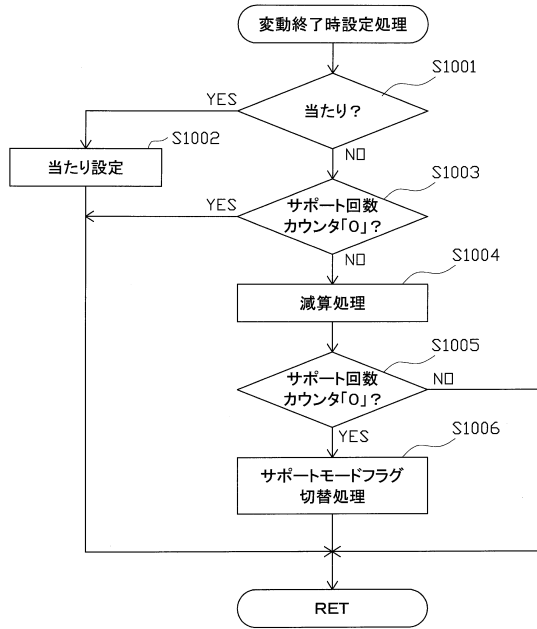 変動終了時設定処理
S1001
YES
当たり？
S1002
当たり設定
NO
S1003
YES
サポート回数
カウンタ「0」？
NO
S1004
減算処理
S1005
サポート回数
カウンタ「0」？
NO
YES
S1006
サポートモードフラグ
切替処理
RET